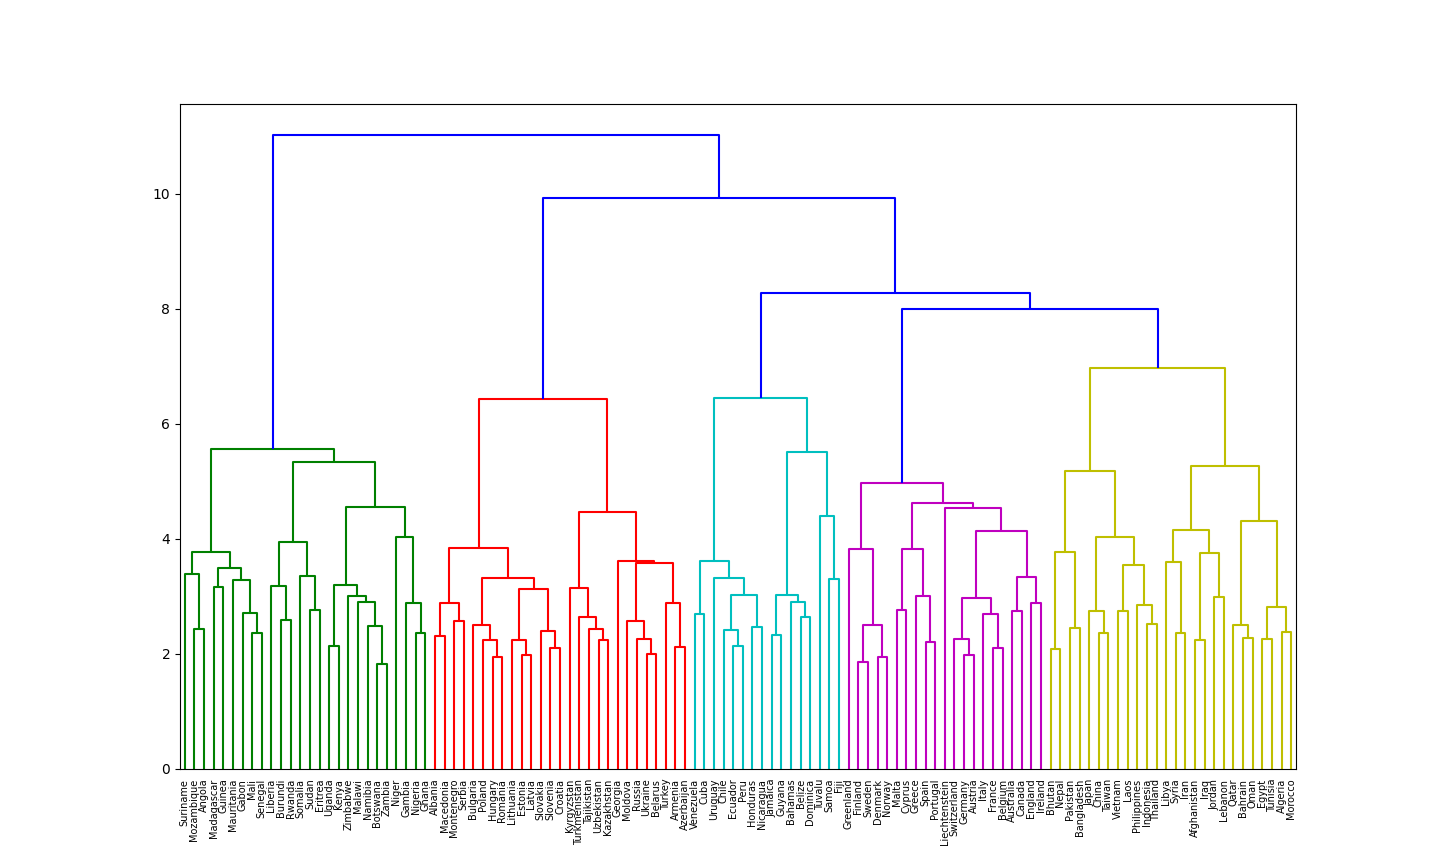 10
8
6
4
2
0
Suriname
Mozambique
Angola
Madagascar
Guinea
Mauritania
Gabon
Mali
Senegal
Liberia
Burundi
Rwanda
Somalia
Sudan
Eritrea
Uganda
Kenya
Zimbabwe
Malawi
Namibia
Botswana
Zambia
Niger
Gambia
Nigeria
Ghana
Albania
Macedonia
Montenegro
Serbia
Bulgaria
Poland
Hungary
Romania
Lithuania
Estonia
Latvia
Slovakia
Slovenia
Croatia
Kyrgyzstan
Turkmenistan
Tajikistan
Uzbekistan
Kazakhstan
Georgia
Moldova
Russia
Ukraine
Belarus
Turkey
Armenia
Azerbaijan
Venezuela
Cuba
Uruguay
Chile
Ecuador
Peru
Honduras
Nicaragua
Jamaica
Guyana
Bahamas
Belize
Dominica
Tuvalu
Samoa
Fiji
Greenland
Finland
Sweden
Denmark
Norway
Malta
Cyprus
Greece
Spain
Portugal
Liechtenstein
Switzerland
Germany
Austria
Italy
France
Belgium
Australia
Canada
England
Ireland
Bhutan
Nepal
Pakistan
Bangladesh
Japan
China
Taiwan
Vietnam
Laos
Philippines
Indonesia
Thailand
Libya
Syria
Iran
Afghanistan
Iraq
Jordan
Lebanon
Qatar
Bahrain
Oman
Egypt
Tunisia
Algeria
Morocco